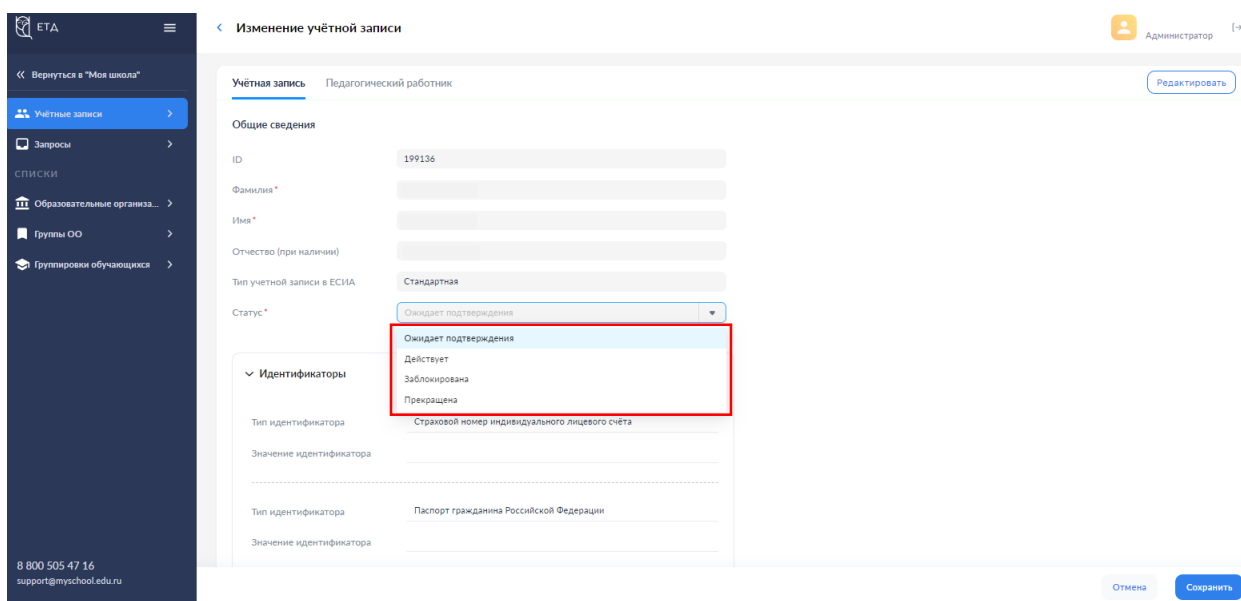 ЕТД
Изменение учётной записи
Администратор
Вернуться в "Моя школа"
Учётная запись
Педагогический работник
Редактировать
Учётные записи
Общие сведения
Запросы
ID
199136
СПИСКИ
Фамилия*
Образовательные организа...
Имя*
Группы ОО
Отчество (при наличии)
Группировки обучающихся
Тип учетной записи в ЕСИА
Стандартная
Статус*
Ожидает подтверждения
Ожидает подтверждения
Действует
Заблокирована
Прекращена
Идентификаторы
Тип идентификатора
Страховой номер индивидуального лицевого счёта
Значение идентификатора
Тип идентификатора
Паспорт гражданина Российской Федерации
Значение идентификатора
8 800 505 47 16
support@myschool.edu.ru
Отмена
Сохранить